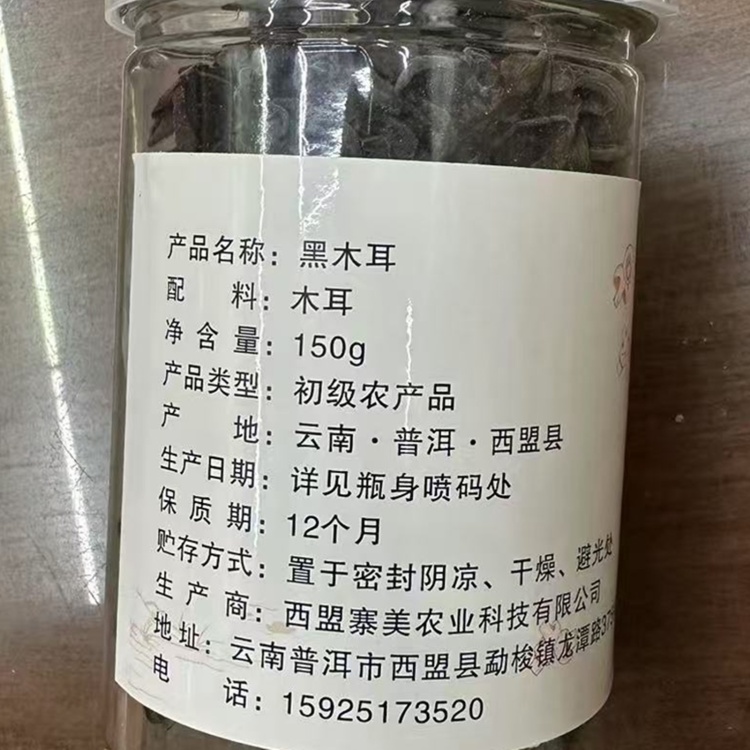 产品名称：黑木耳
配 料：木耳
净含量：150g
产品类型：初级农产品
产 地：云南·普洱·西盟县
生产日期：详见瓶身喷码处
保质期：12个月
贮存方式：置于密封阴凉、干燥、避光处
生产商：西盟寨美农业科技有限公司
地址：云南普洱市西盟县勐梭镇龙潭路
电 话：15925173520